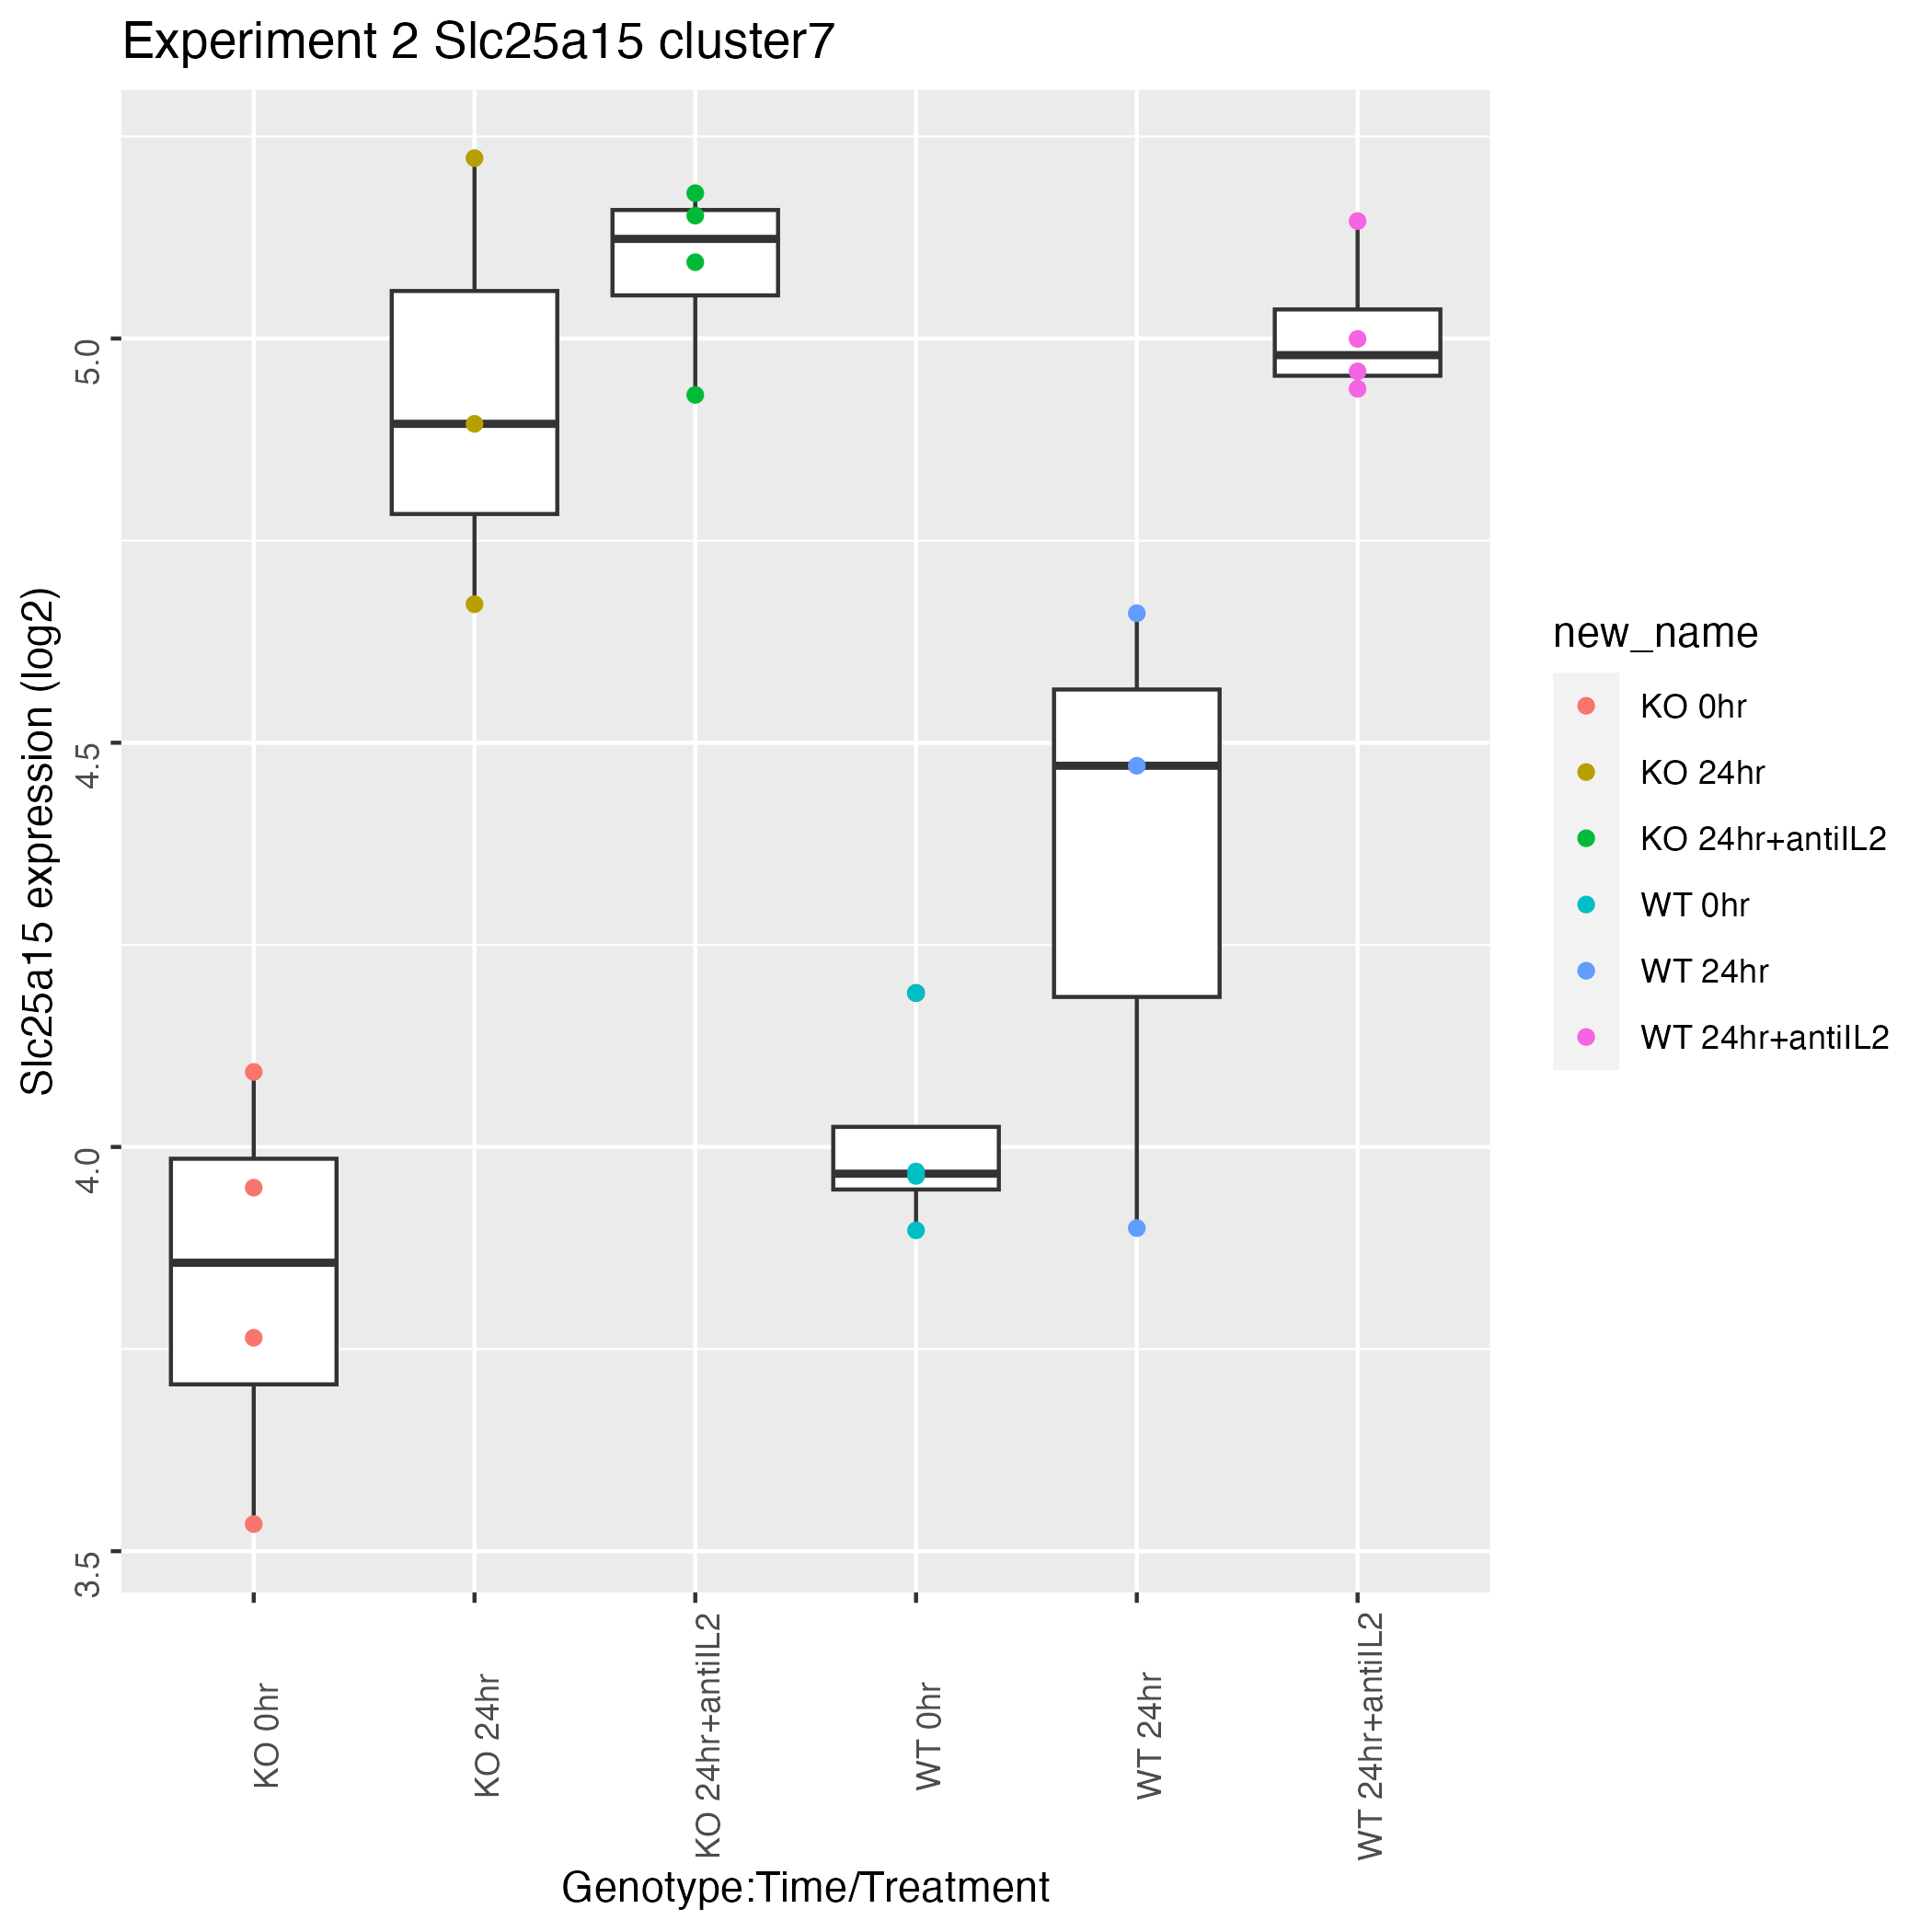 Experiment 2 Slc25a15 cluster7
Slc25a15 expression (log2)
5.0
4.5
4.0
3.5
KO 0hr
KO 24hr
KO 24hr+antiIL2
WT 0hr
WT 24hr
WT 24hr+antiIL2
Genotype:Time/Treatment
new_name
KO 0hr
KO 24hr
KO 24hr+antiIL2
WT 0hr
WT 24hr
WT 24hr+antiIL2